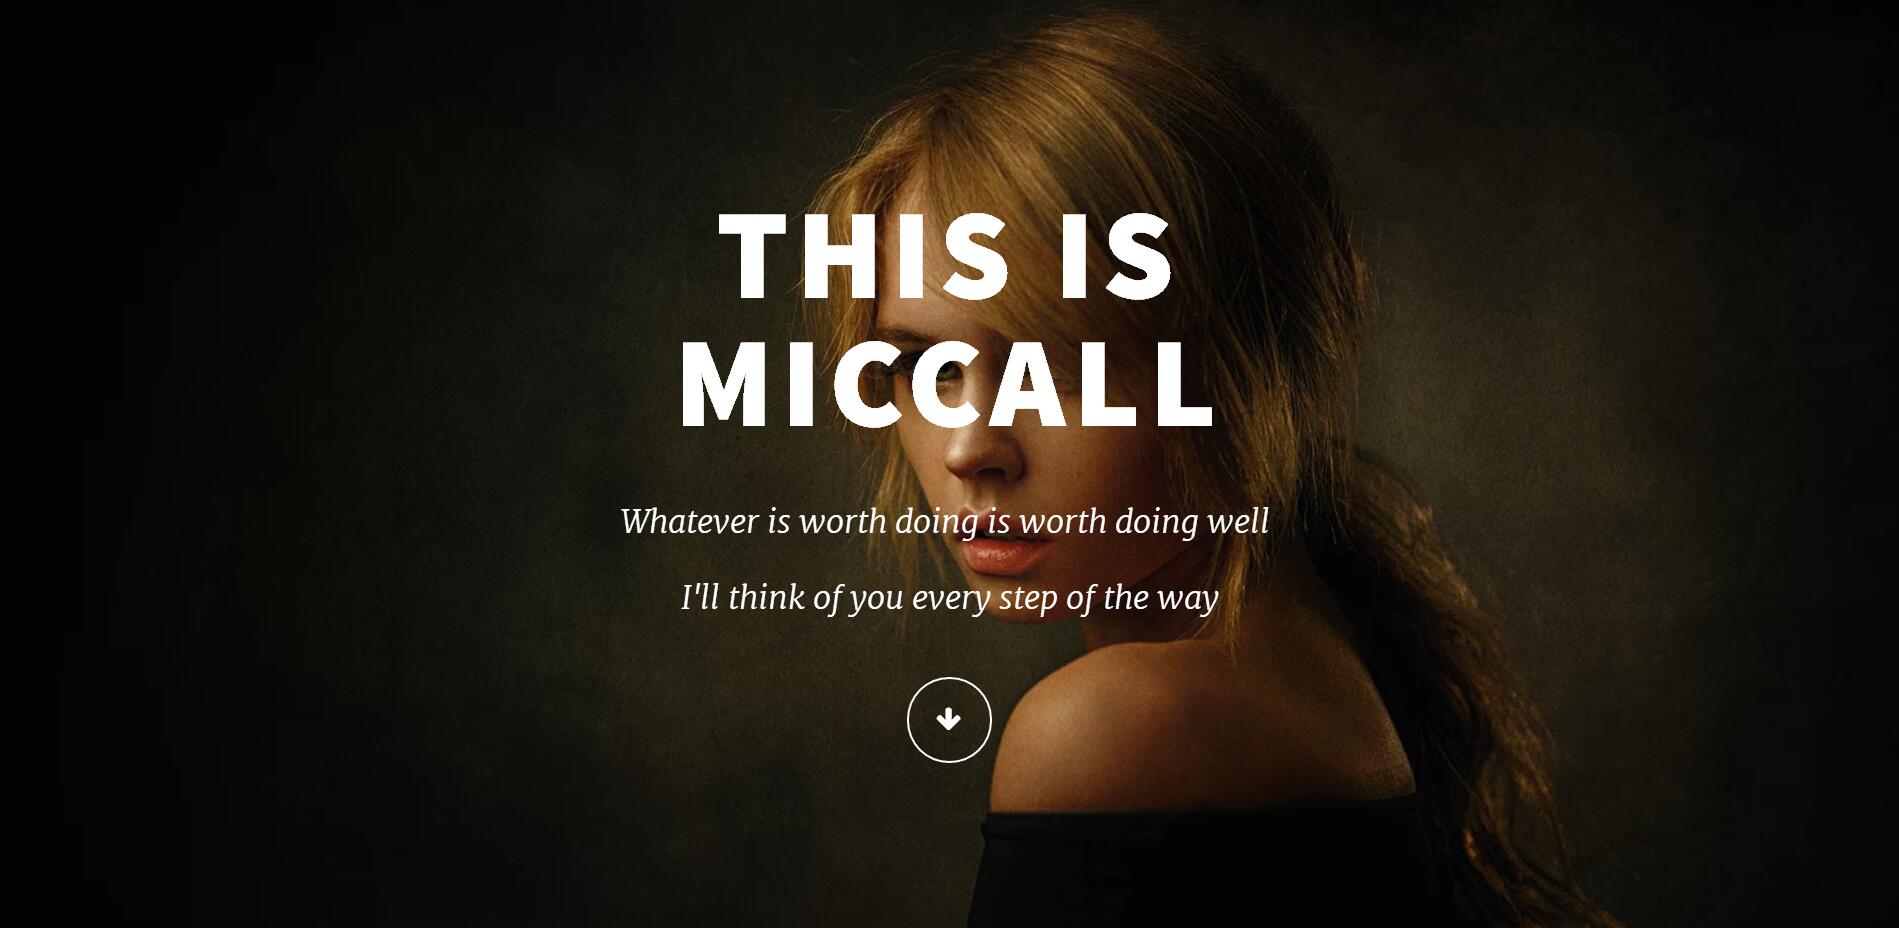 THIS IS
MICCALL
Whatever is worth doing is worth doing well
I'll think of you every step of the way